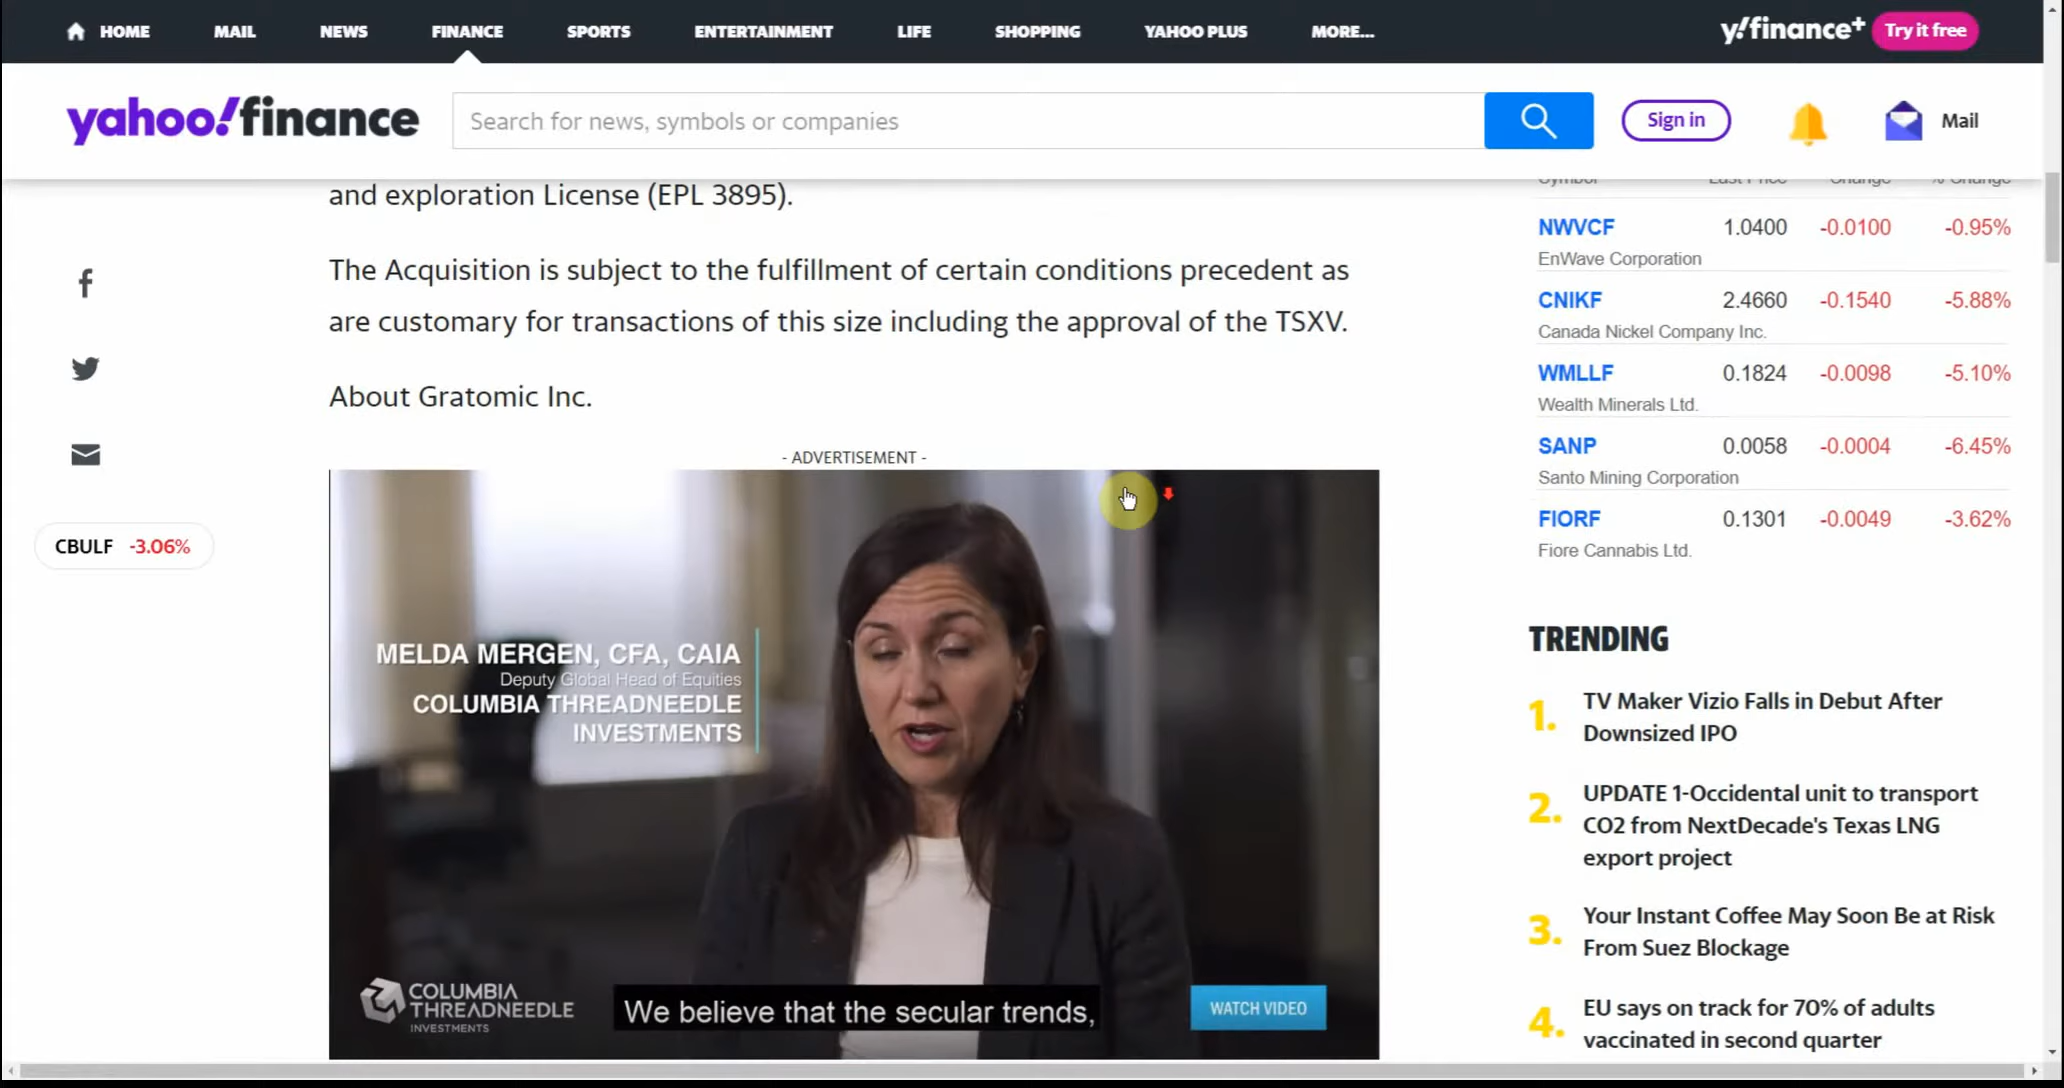 HOME MAIL NEWS FINANCE SPORTS ENTERTAINMENT LIFE SHOPPING YAHOO PLUS MORE... y!finance+ Try it free
yahoo!finance Search for news, symbols or companies Sign in Mail
and exploration License (EPL 3895).
The Acquisition is subject to the fulfillment of certain conditions precedent as
are customary for transactions of this size including the approval of the TSXV.
About Gratomic Inc.
- ADVERTISEMENT -
CBULF -3.06%
MELDA MERGEN, CFA, CAIA
Deputy Global Head of Equities
COLUMBIA THREADNEEDLE
INVESTMENTS
COLUMBIA
THREADNEEDLE
INVESTMENTS
We believe that the secular trends,
WATCH VIDEO
Symbol Last Price Change % Change
NWVCF 1.0400 -0.0100 -0.95%
EnWave Corporation
CNIKF 2.4660 -0.1540 -5.88%
Canada Nickel Company Inc.
WMLLF 0.1824 -0.0098 -5.10%
Wealth Minerals Ltd.
SANP 0.0058 -0.0004 -6.45%
Santo Mining Corporation
FIORF 0.1301 -0.0049 -3.62%
Fiore Cannabis Ltd.
TRENDING
1. TV Maker Vizio Falls in Debut After
Downsized IPO
2. UPDATE 1-Occidental unit to transport
CO2 from NextDecade's Texas LNG
export project
3. Your Instant Coffee May Soon Be at Risk
From Suez Blockage
4. EU says on track for 70% of adults
vaccinated in second quarter